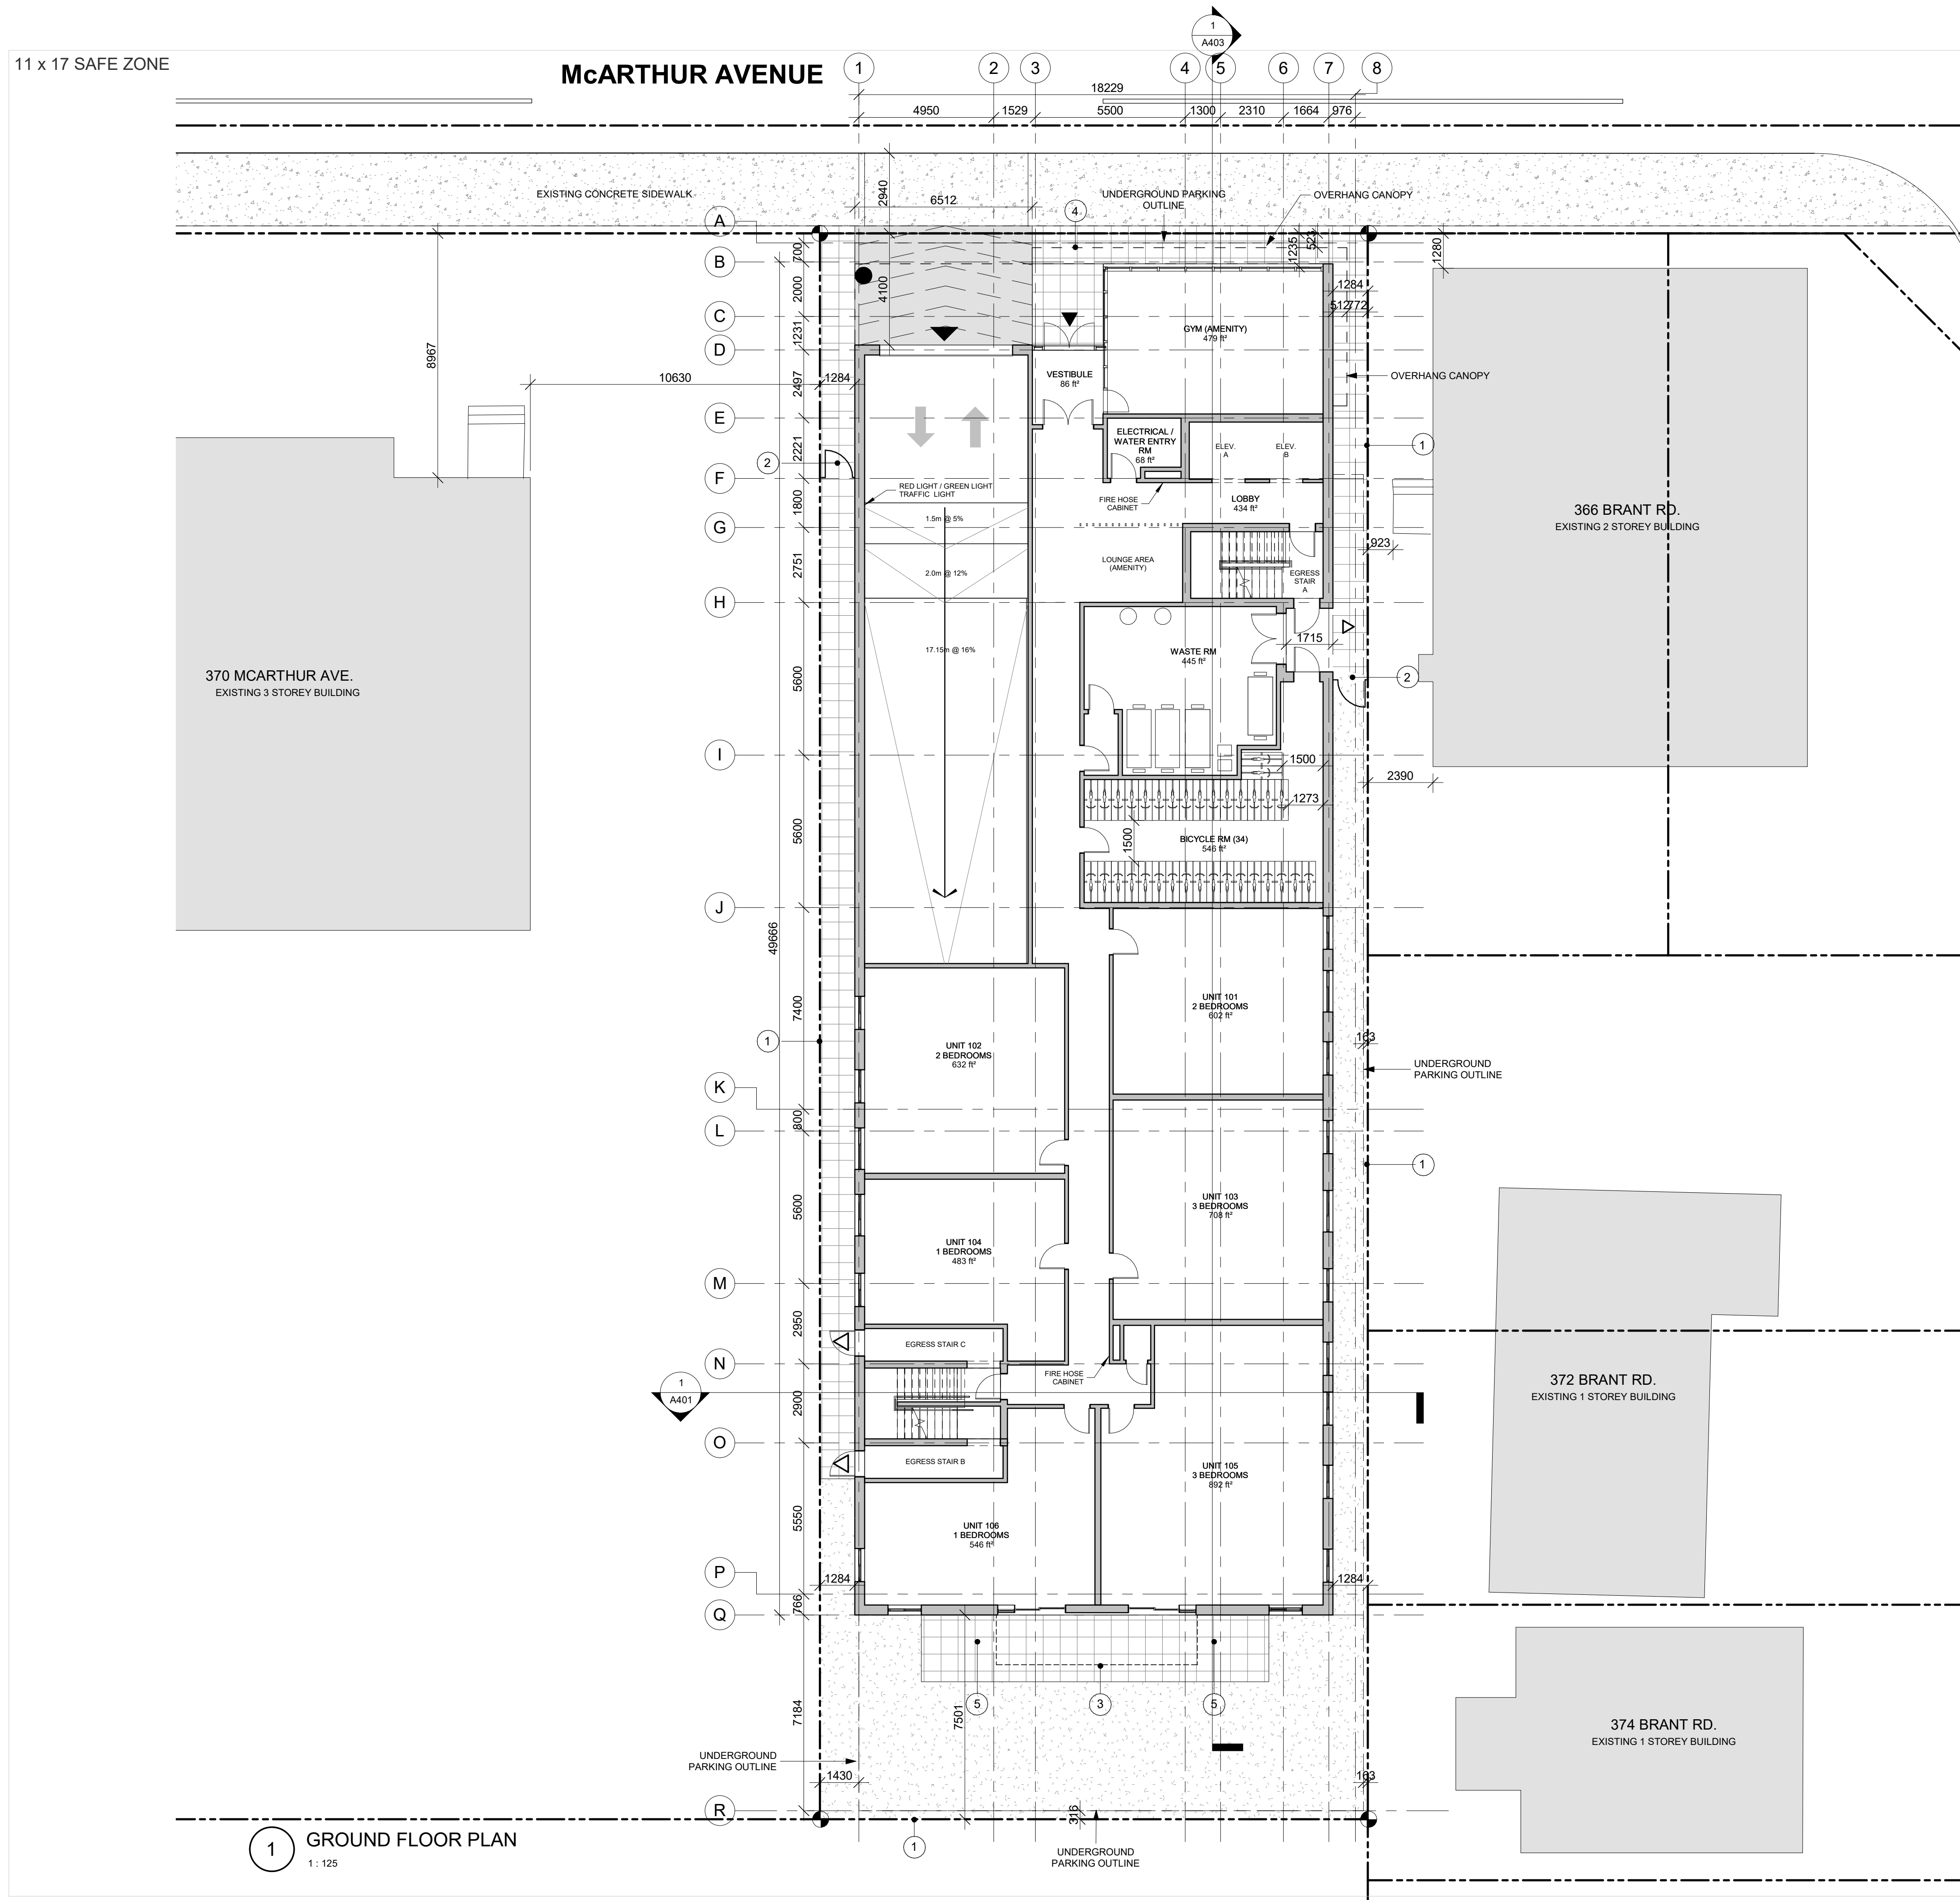 1
A403
11 x 17 SAFE ZONE
McARTHUR AVENUE
1
2
3
4
5
6
7
8
18229
4950
1529
5500
1300
2310
1664
976
EXISTING CONCRETE SIDEWALK
2940
6512
UNDERGROUND PARKING
OUTLINE
OVERHANG CANOPY
4
A
B
C
D
E
F
G
H
I
J
K
L
M
N
O
P
Q
R
700
2000
1231
2497
2221
1800
2751
5600
5600
7400
800
5600
2950
2900
5550
766
7184
49666
4100
1235
523
1280
1284
512
772
8967
10630
1284
GYM (AMENITY)
479 ft²
VESTIBULE
86 ft²
OVERHANG CANOPY
ELECTRICAL /
WATER ENTRY
RM
68 ft²
ELEV.
A
ELEV.
B
1
2
RED LIGHT / GREEN LIGHT
TRAFFIC LIGHT
FIRE HOSE
CABINET
LOBBY
434 ft²
1.5m @ 5%
366 BRANT RD.
EXISTING 2 STOREY BUILDING
923
LOUNGE AREA
(AMENITY)
EGRESS
STAIR
A
2.0m @ 12%
17.15m @ 16%
1715
WASTE RM
445 ft²
370 MCARTHUR AVE.
EXISTING 3 STOREY BUILDING
2
1500
2390
1273
1500
BICYCLE RM (34)
546 ft²
UNIT 101
2 BEDROOMS
602 ft²
UNIT 102
2 BEDROOMS
632 ft²
1
163
UNDERGROUND
PARKING OUTLINE
1
UNIT 103
3 BEDROOMS
708 ft²
UNIT 104
1 BEDROOMS
483 ft²
EGRESS STAIR C
FIRE HOSE
CABINET
1
A401
372 BRANT RD.
EXISTING 1 STOREY BUILDING
EGRESS STAIR B
UNIT 105
3 BEDROOMS
892 ft²
UNIT 106
1 BEDROOMS
546 ft²
1284
1284
5
3
5
7501
374 BRANT RD.
EXISTING 1 STOREY BUILDING
UNDERGROUND
PARKING OUTLINE
1430
163
316
1
UNDERGROUND
PARKING OUTLINE
1
GROUND FLOOR PLAN
1 : 125